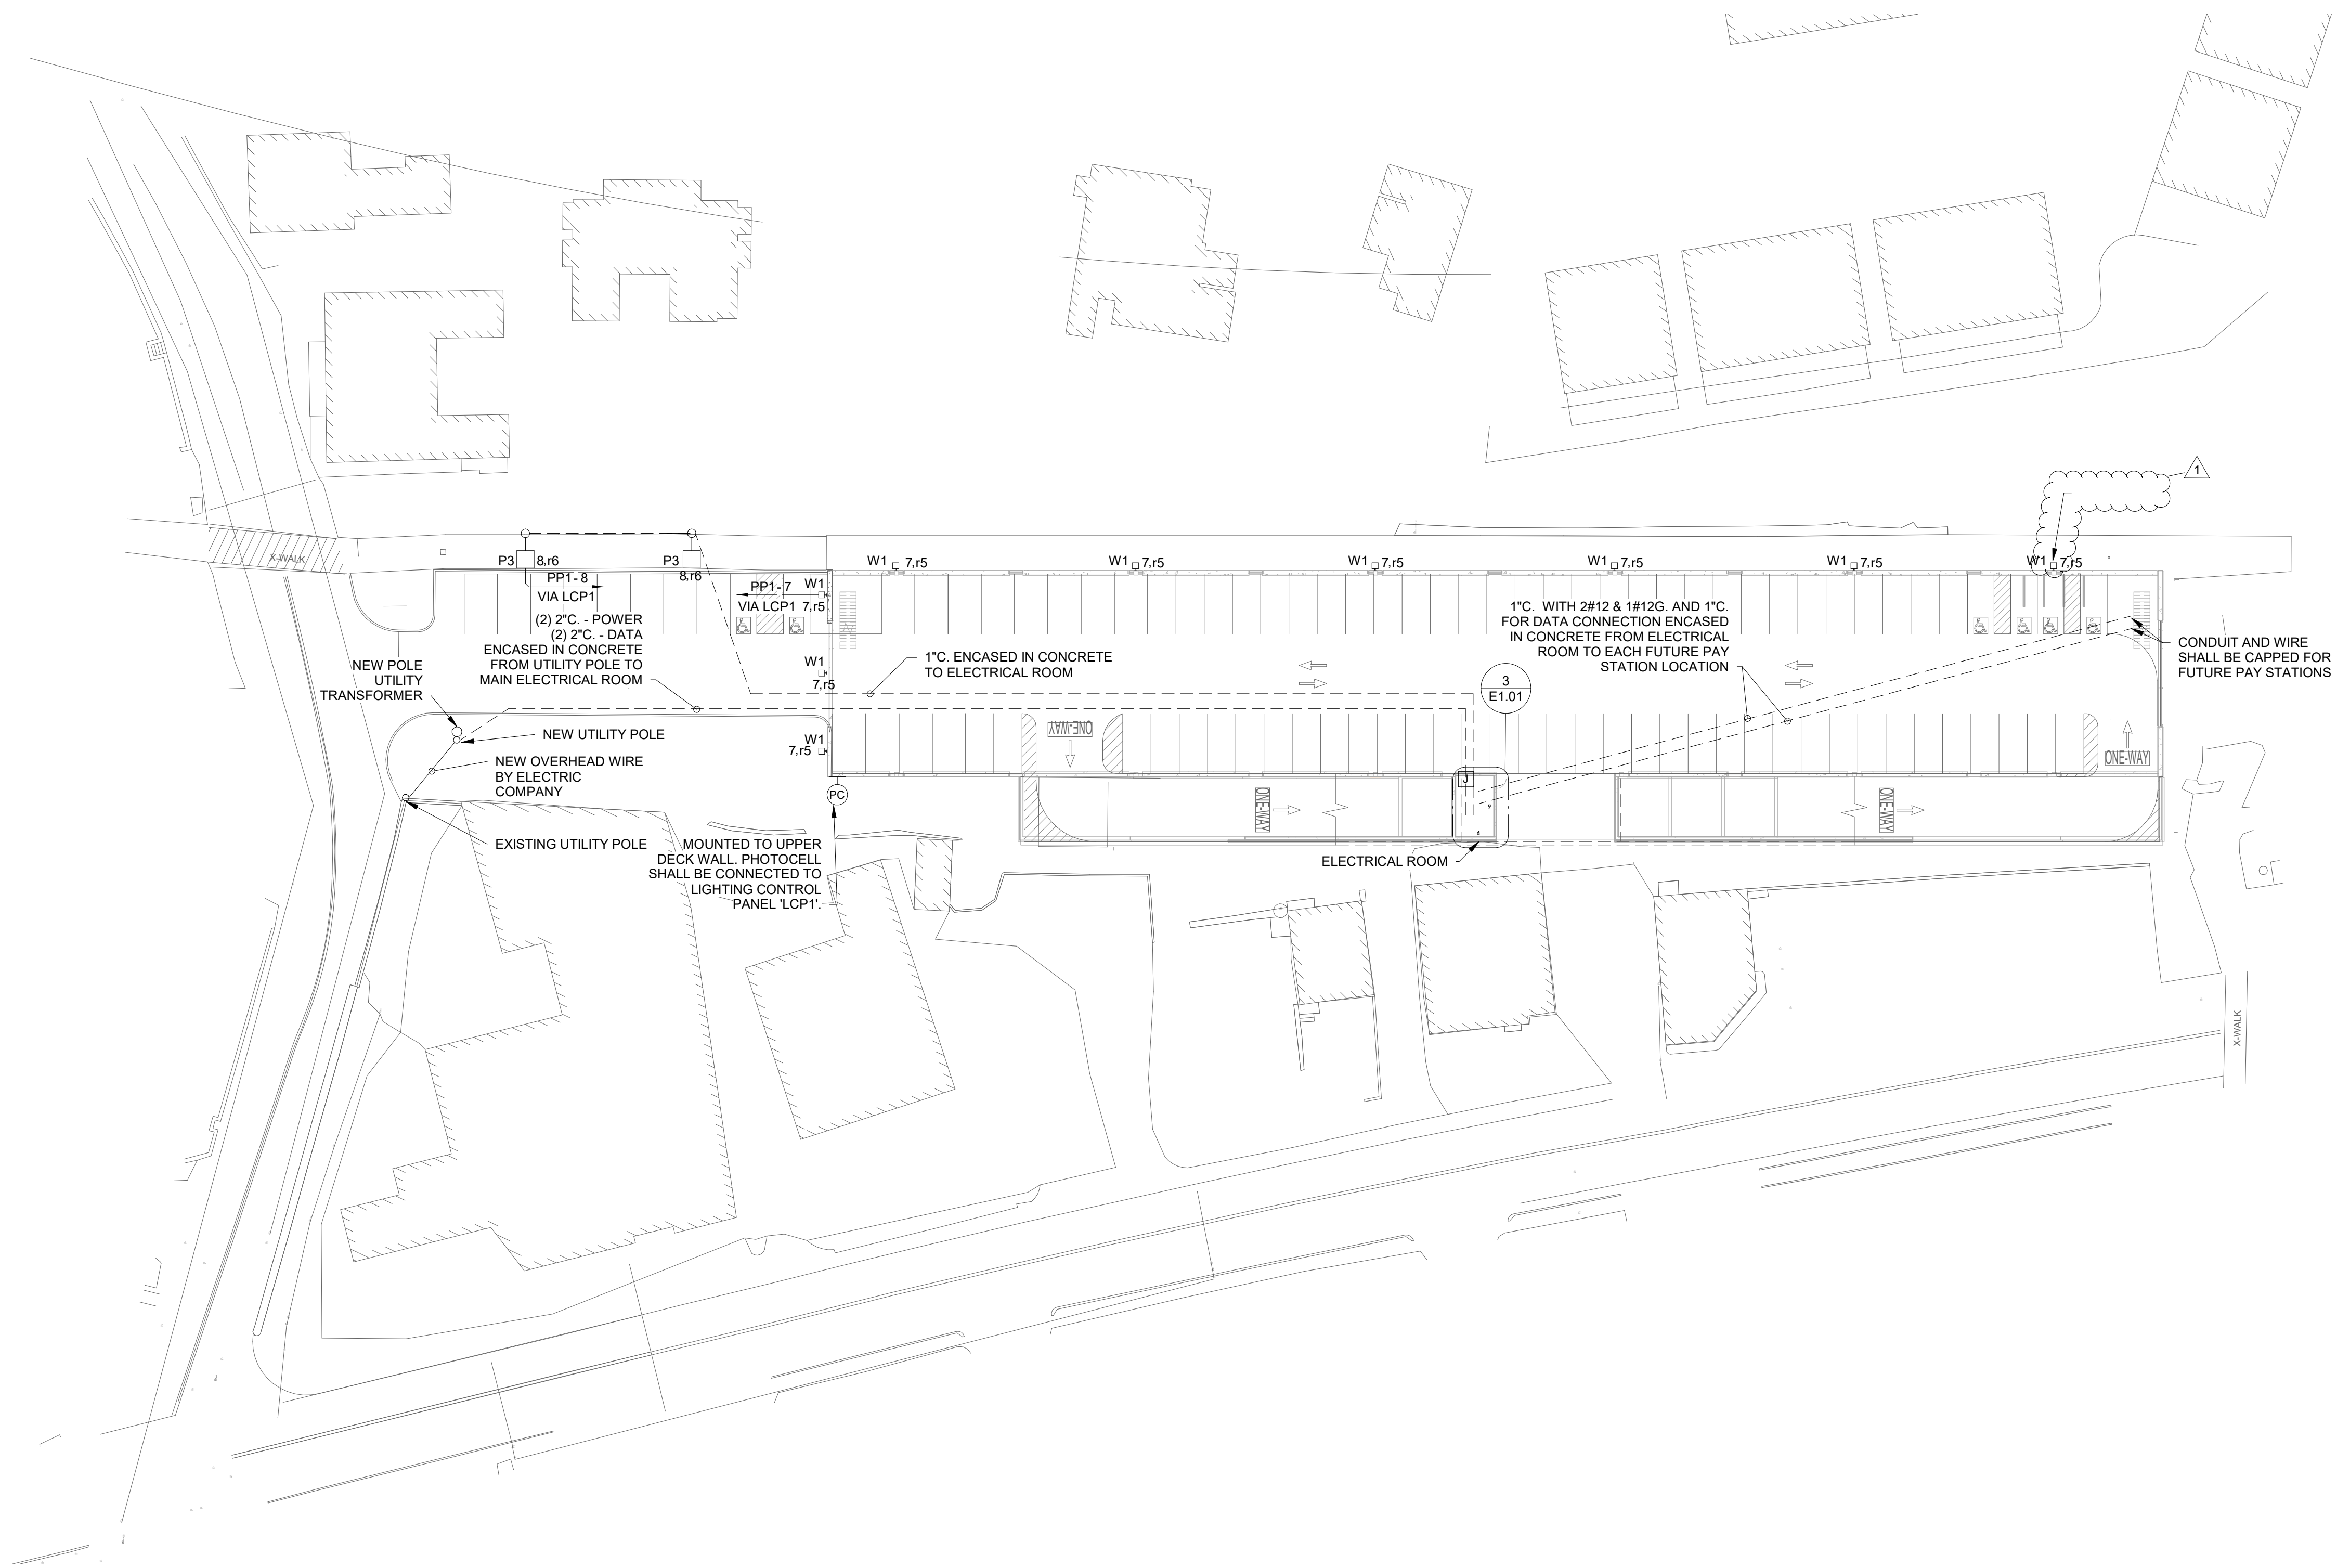 1
X-WALK
P3
8,r6
P3
8,r6
W1
7,r5
W1
7,r5
W1
7,r5
W1
7,r5
W1
7,r5
W1
7,r5
PP1-8
VIA LCP1
PP1-7
VIA LCP1
W1
7,r5
(2) 2"C. - POWER
(2) 2"C. - DATA
ENCASED IN CONCRETE
FROM UTILITY POLE TO
MAIN ELECTRICAL ROOM
1"C. WITH 2#12 & 1#12G. AND 1"C.
FOR DATA CONNECTION ENCASED
IN CONCRETE FROM ELECTRICAL
ROOM TO EACH FUTURE PAY
STATION LOCATION
CONDUIT AND WIRE
SHALL BE CAPPED FOR
FUTURE PAY STATIONS
NEW POLE
UTILITY
TRANSFORMER
W1
7,r5
1"C. ENCASED IN CONCRETE
TO ELECTRICAL ROOM
3
E1.01
NEW UTILITY POLE
W1
7,r5
ONE-WAY
ONE-WAY
NEW OVERHEAD WIRE
BY ELECTRIC
COMPANY
PC
J
ONE-WAY
ONE-WAY
EXISTING UTILITY POLE
MOUNTED TO UPPER
DECK WALL. PHOTOCELL
SHALL BE CONNECTED TO
LIGHTING CONTROL
PANEL 'LCP1'.
ELECTRICAL ROOM
X-WALK